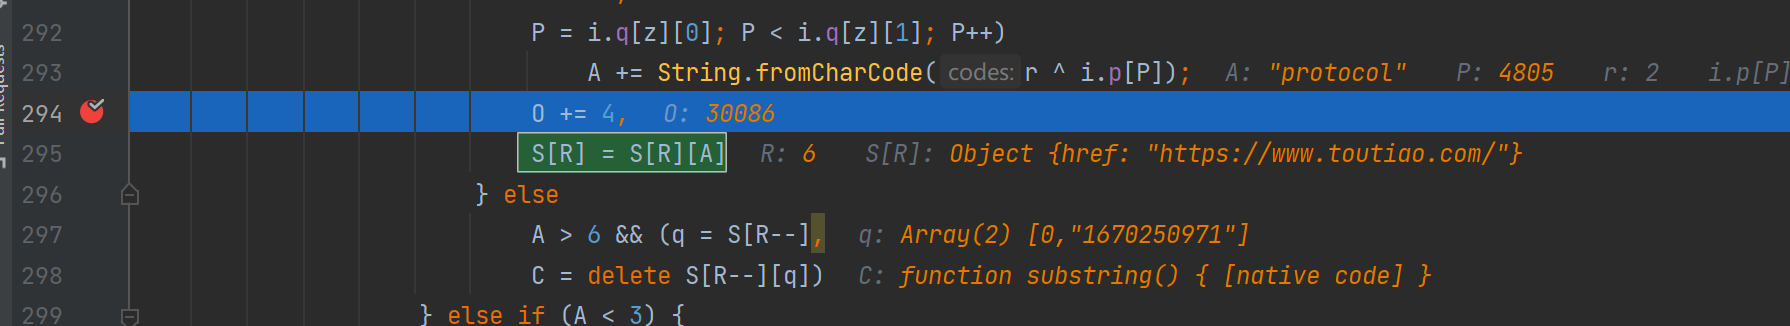 292 P = i.q[z][0]; P < i.q[z][1]; P++)
293 A += String.fromCharCode( codes: r ^ i.p[P]); A: "protocol" P: 4805 r: 2 i.p[P]
294 O += 4, O: 30086
295 S[R] = S[R][A] R: 6 S[R]: Object {href: "https://www.toutiao.com/"}
296 } else
297 A > 6 && (q = S[R--], q: Array(2) [0,"1670250971"]
298 C = delete S[R--][q]) C: function substring() { [native code] }
299 } else if (A < 3) {